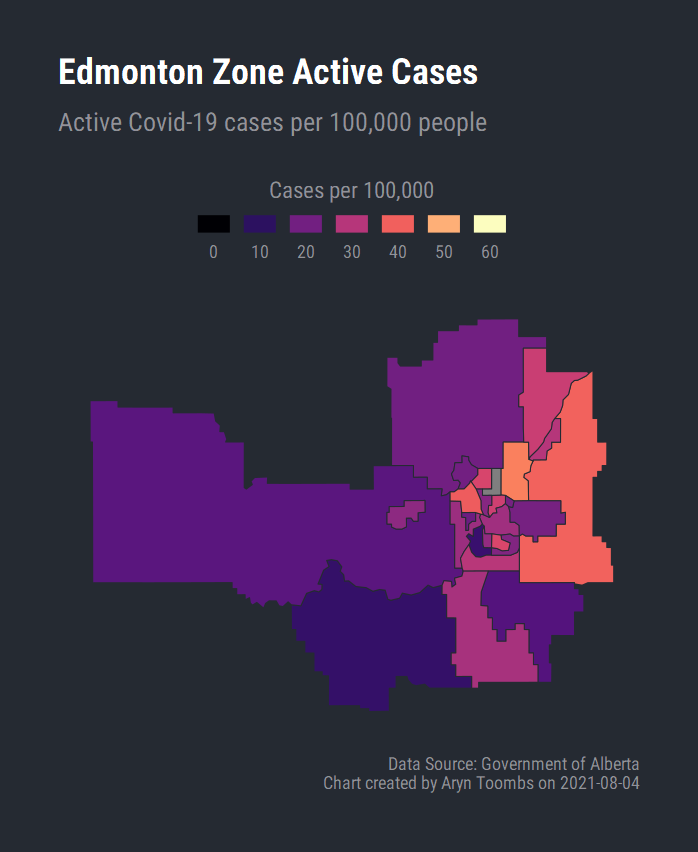 Edmonton Zone Active Cases
Active Covid-19 cases per 100,000 people
Cases per 100,000
0 10 20 30 40 50 60
Data Source: Government of Alberta
Chart created by Aryn Toombs on 2021-08-04